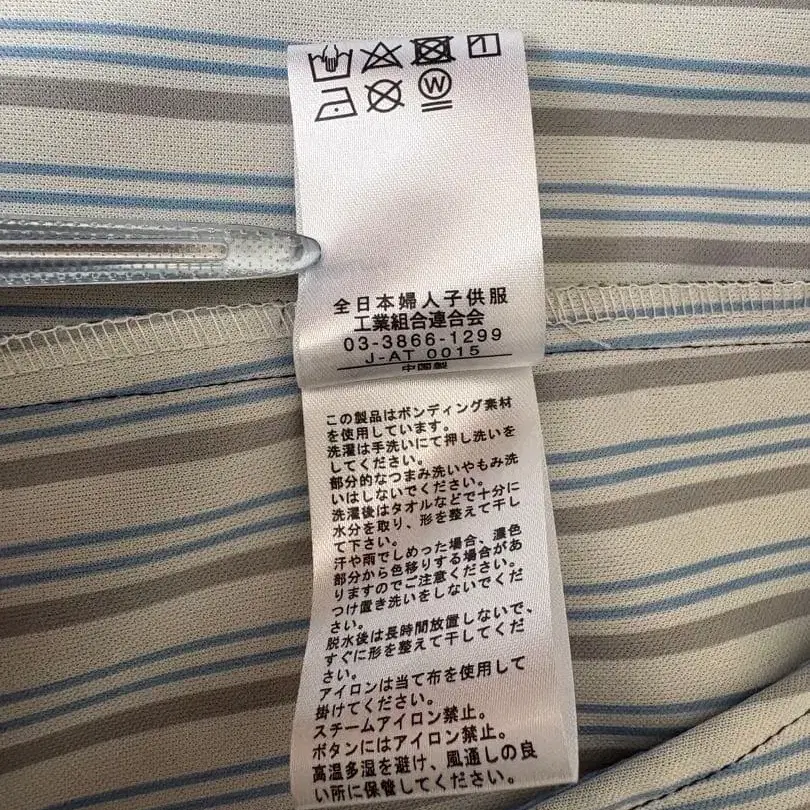 W
全日本婦人子供服
工業組合連合会
03-3866-1299
J-AT 0015
中国製
この製品はボンディング素材
を使用しています。
洗濯は手洗いにて押し洗いを
してください。
部分的なつまみ洗いやもみ洗
いはしないでください。
洗濯後はタオルなどで十分に
水分を取り、形を整えて干し
て下さい。
汗や雨でしめった場合、濃色
部分から色移りする場合があ
りますのでご注意ください。
つけ置き洗いをしないでくだ
さい。
脱水後は長時間放置しないで、
すぐに形を整えて干してくだ
さい。
アイロンは当て布を使用して
掛けてください。
スチームアイロン禁止。
ボタンにはアイロン禁止。
高温多湿を避け、風通しの良
い所に保管してください。